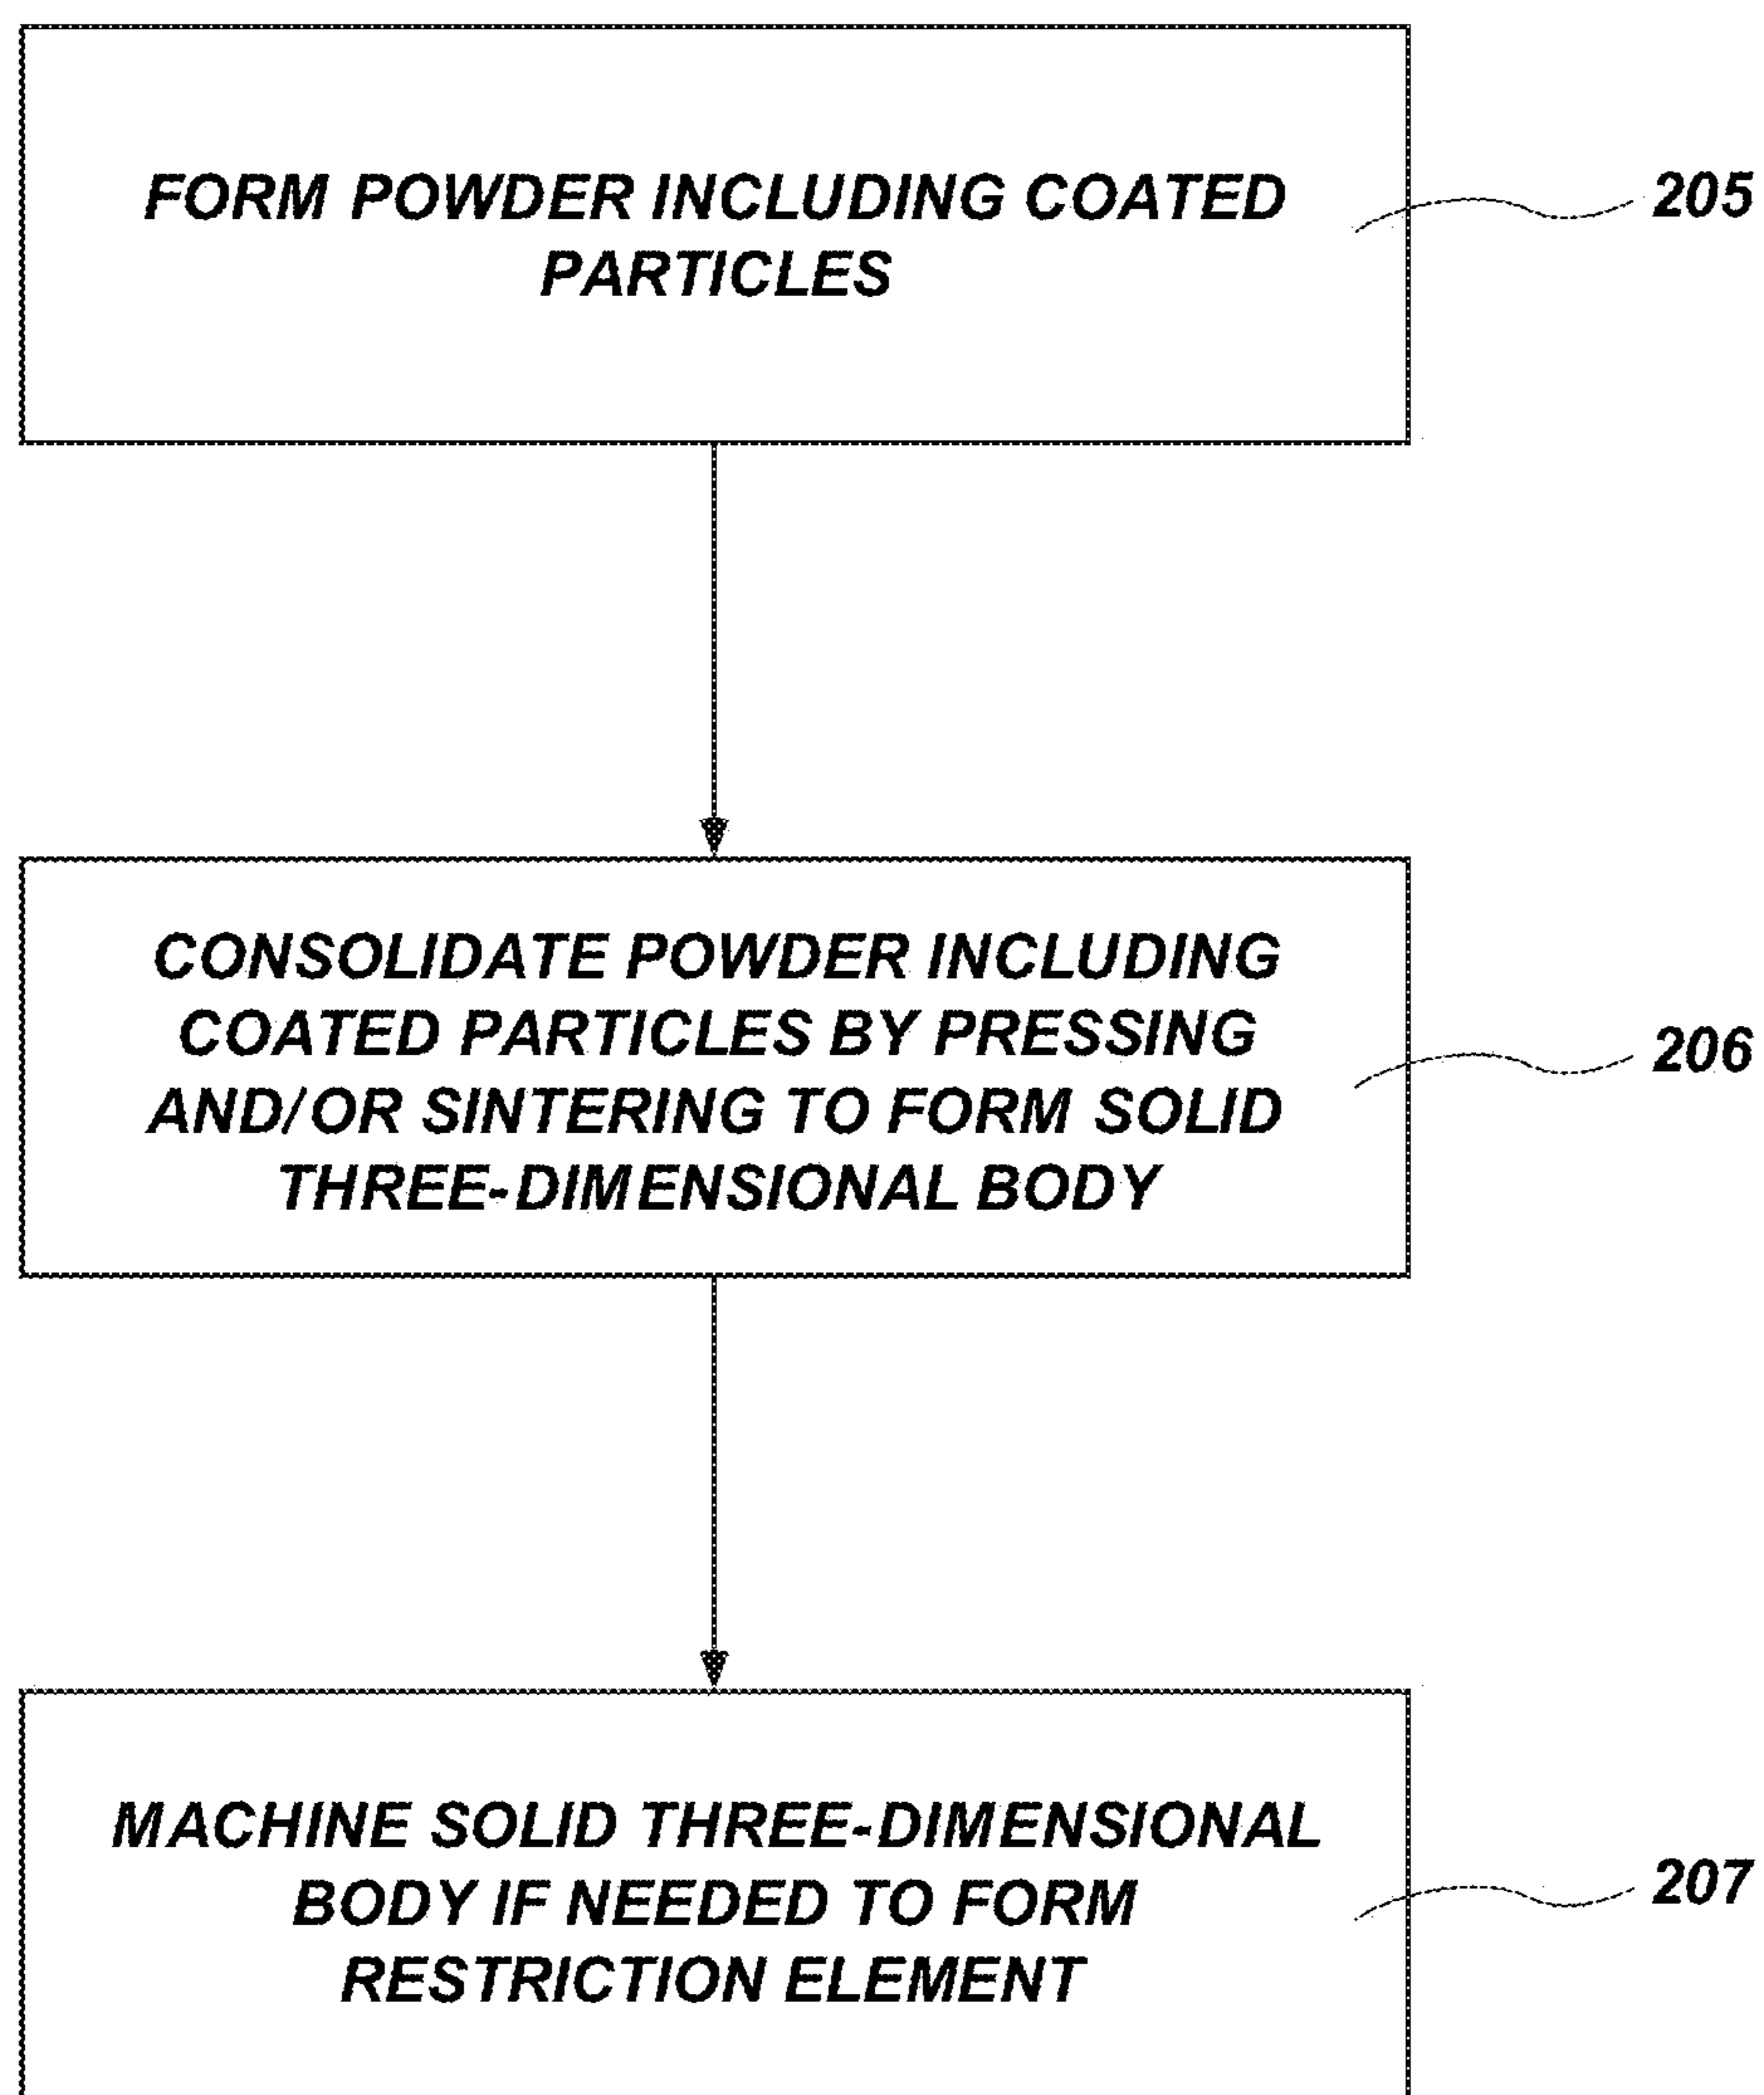 FORM POWDER INCLUDING COATED
PARTICLES
205
CONSOLIDATE POWDER INCLUDING
COATED PARTICLES BY PRESSING
AND/OR SINTERING TO FORM SOLID
THREE-DIMENSIONAL BODY
206
MACHINE SOLID THREE-DIMENSIONAL
BODY IF NEEDED TO FORM
RESTRICTION ELEMENT
207